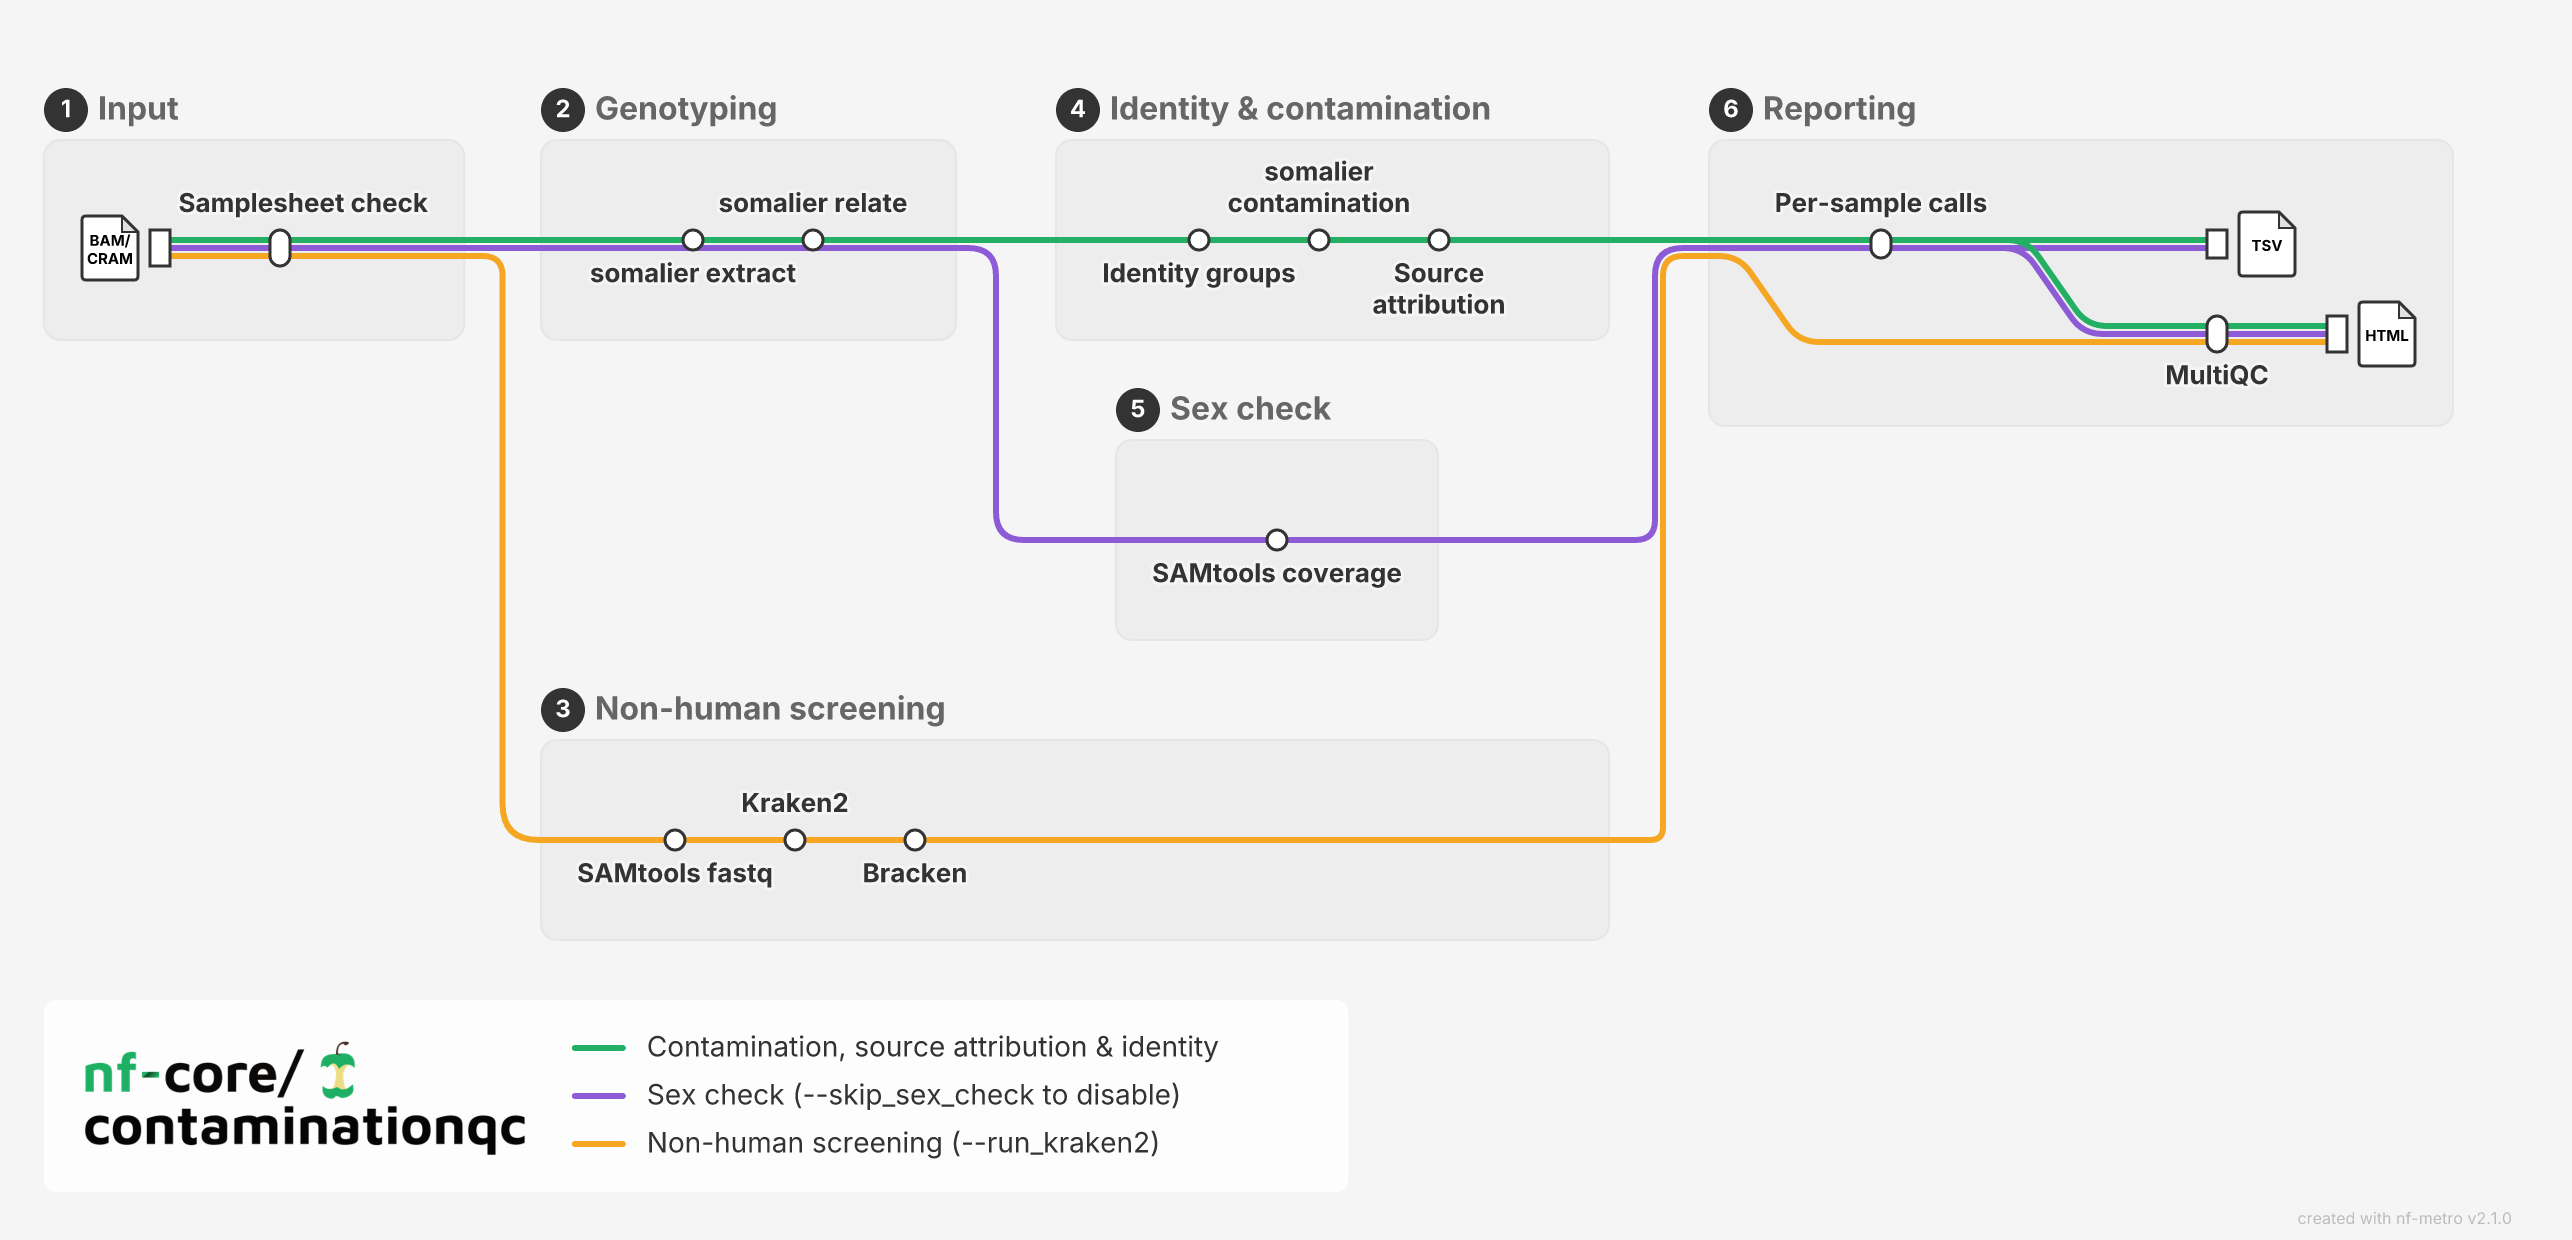 1 Input
BAM/
CRAM
Samplesheet check
2 Genotyping
somalier relate
somalier extract
4 Identity & contamination
somalier
contamination
Identity groups
Source
attribution
6 Reporting
Per-sample calls
TSV
HTML
MultiQC
5 Sex check
SAMtools coverage
3 Non-human screening
Kraken2
SAMtools fastq
Bracken
nf-core/
contaminationqc
Contamination, source attribution & identity
Sex check (--skip_sex_check to disable)
Non-human screening (--run_kraken2)
created with nf-metro v2.1.0